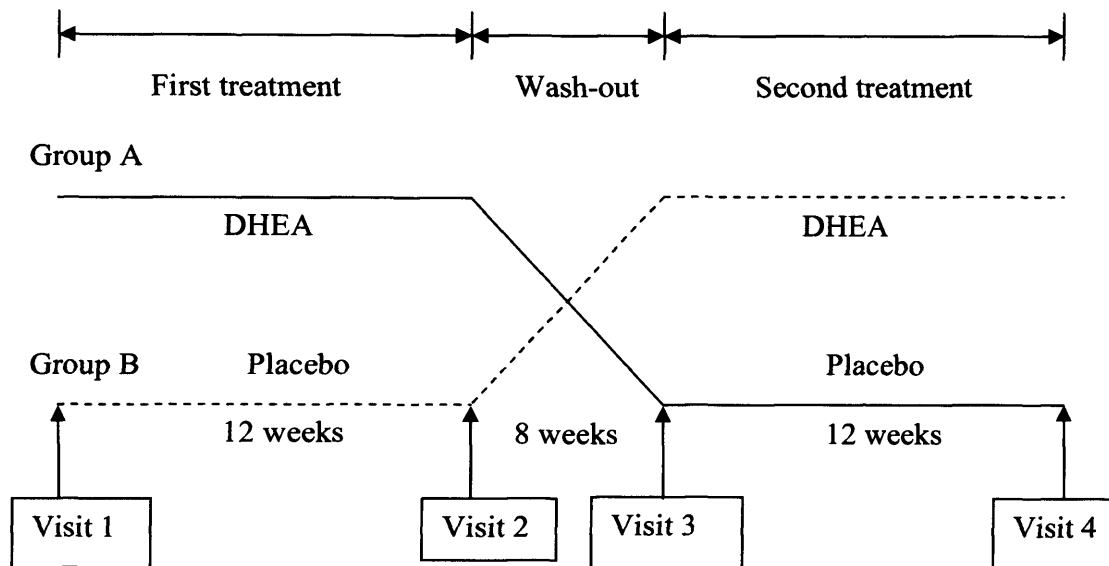 First treatment Wash-out Second treatment
Group A
DHEA DHEA
Group B Placebo Placebo
12 weeks 8 weeks 12 weeks
Visit 1 Visit 2 Visit 3 Visit 4